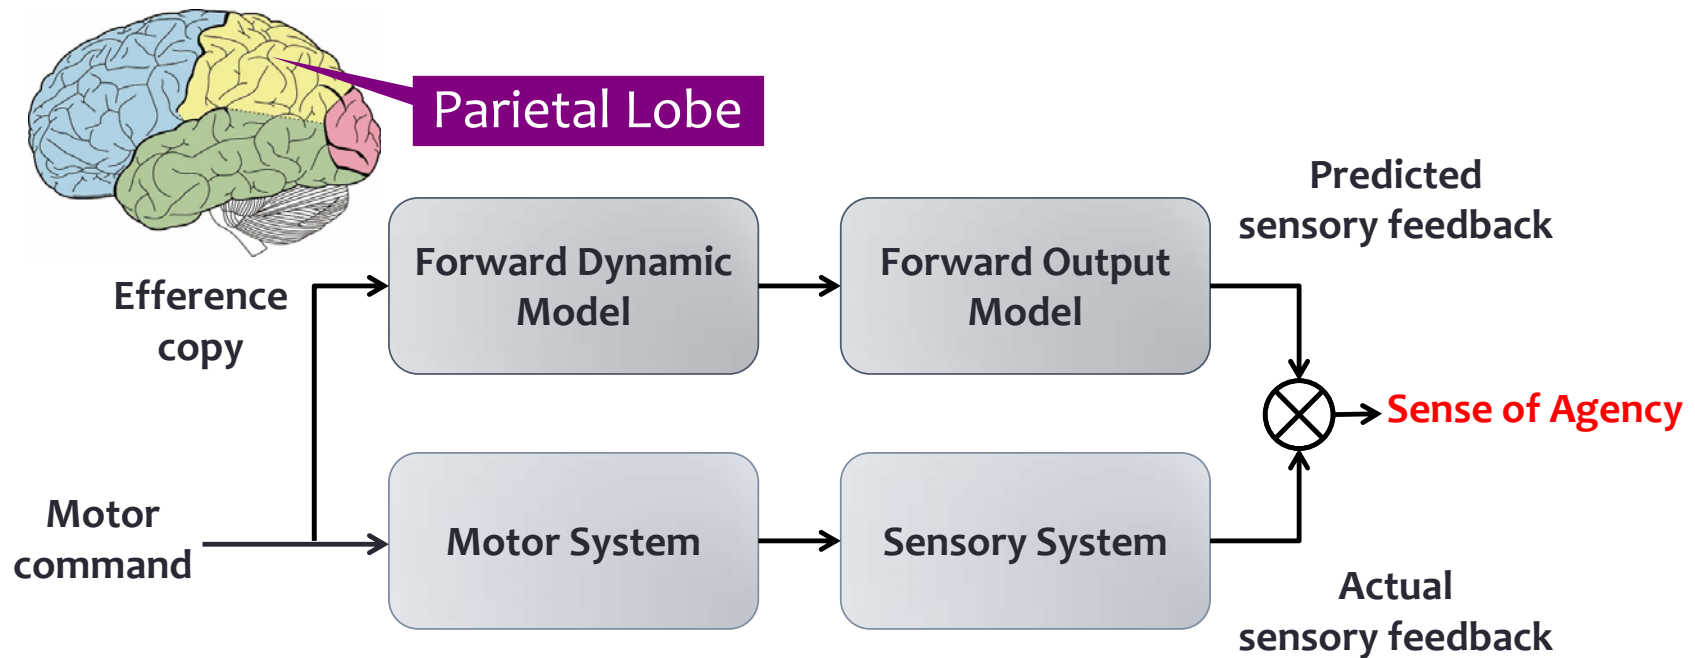 Parietal Lobe
Predicted
sensory feedback
Forward Dynamic
Model
Forward Output
Model
Efference
copy
Sense of Agency
Motor
command
Motor System
Sensory System
Actual
sensory feedback